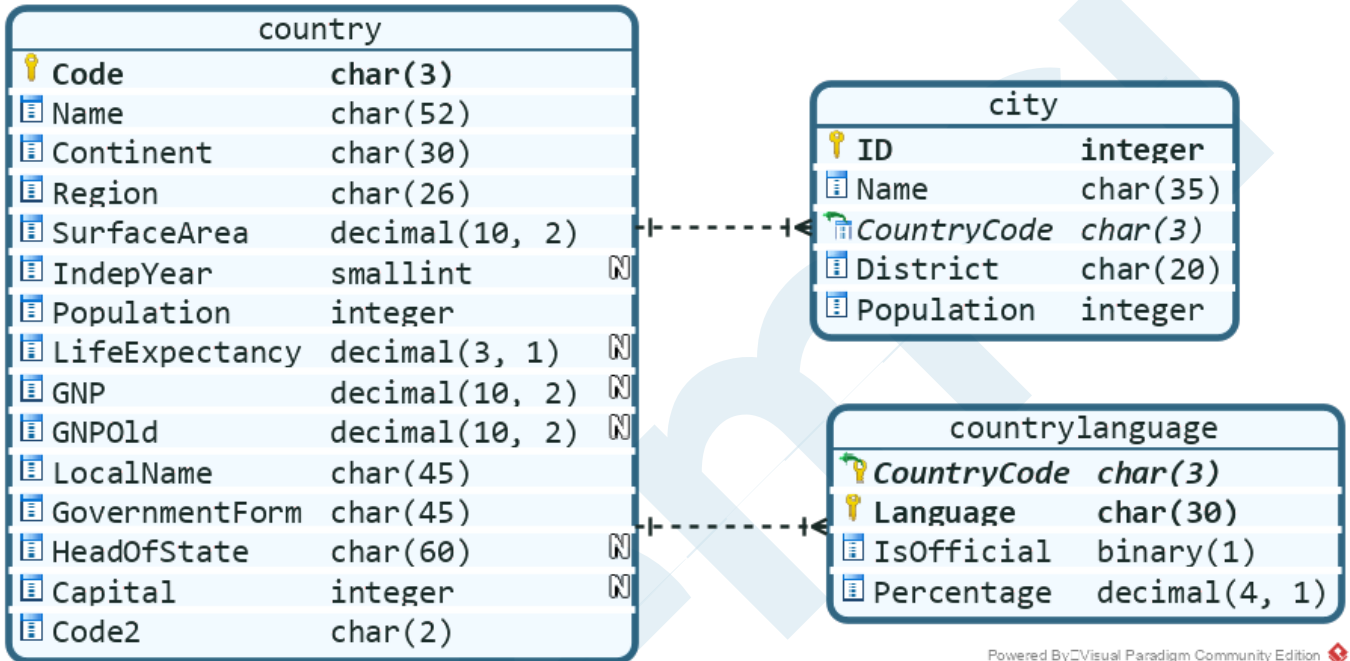 country
Code char(3)
Name char(52)
Continent char(30)
Region char(26)
SurfaceArea decimal(10, 2)
IndepYear smallint N
Population integer
LifeExpectancy decimal(3, 1) N
GNP decimal(10, 2) N
GNPOld decimal(10, 2) N
LocalName char(45)
GovernmentForm char(45)
HeadOfState char(60) N
Capital integer N
Code2 char(2)
city
ID integer
Name char(35)
CountryCode char(3)
District char(20)
Population integer
countrylanguage
CountryCode char(3)
Language char(30)
IsOfficial binary(1)
Percentage decimal(4, 1)
Powered By Visual Paradigm Community Edition